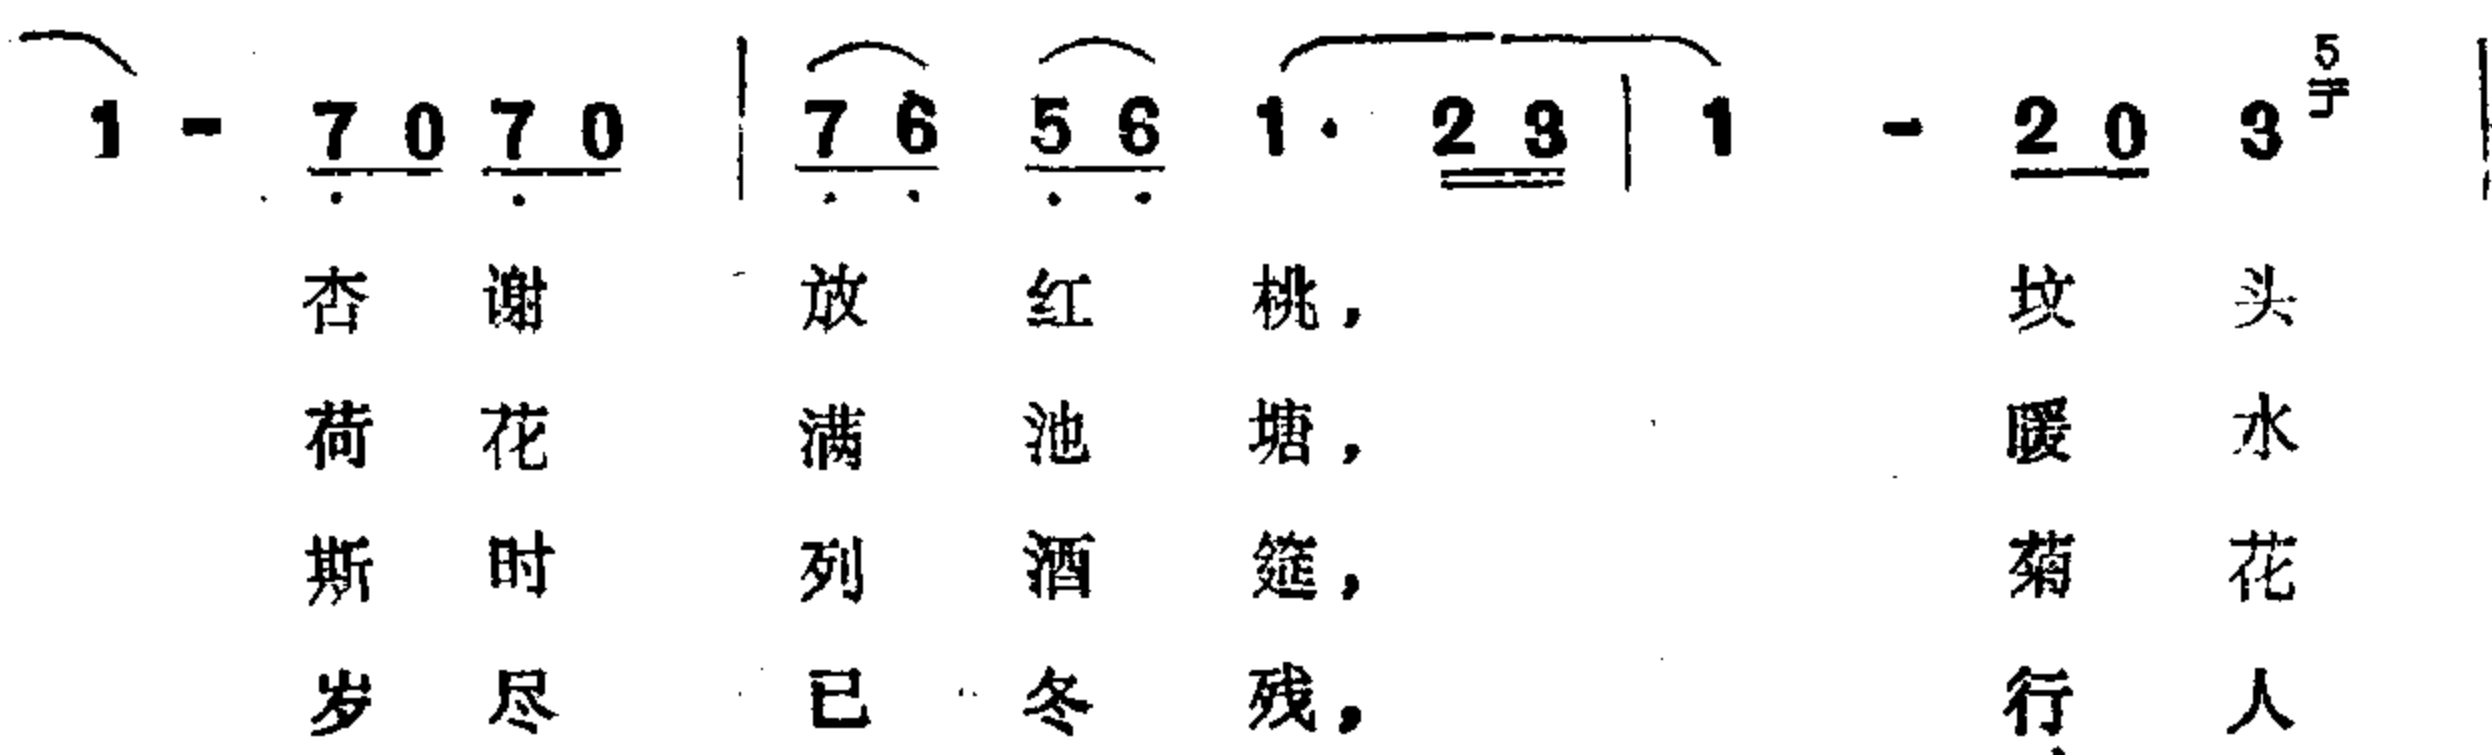 1 - 7 0 7 0 | 7 6 5 6 1· 2 3 | 1 - 2 0 3 5 |
杏 谢 放 红 桃， 坟 头
荷 花 满 池 塘， 暖 水
斯 时 列 酒 筵， 菊 花
岁 尽 已 冬 残， 行 人